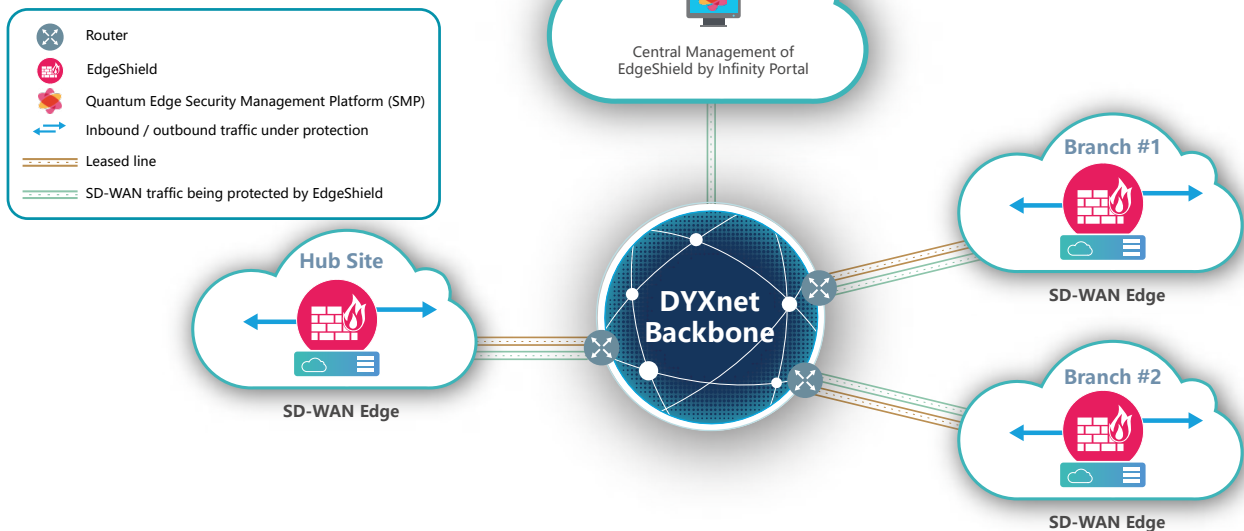 Router
EdgeShield
Quantum Edge Security Management Platform (SMP)
Inbound / outbound traffic under protection
Leased line
SD-WAN traffic being protected by EdgeShield
Central Management of
EdgeShield by Infinity Portal
Branch #1
SD-WAN Edge
Hub Site
SD-WAN Edge
DYXnet
Backbone
Branch #2
SD-WAN Edge